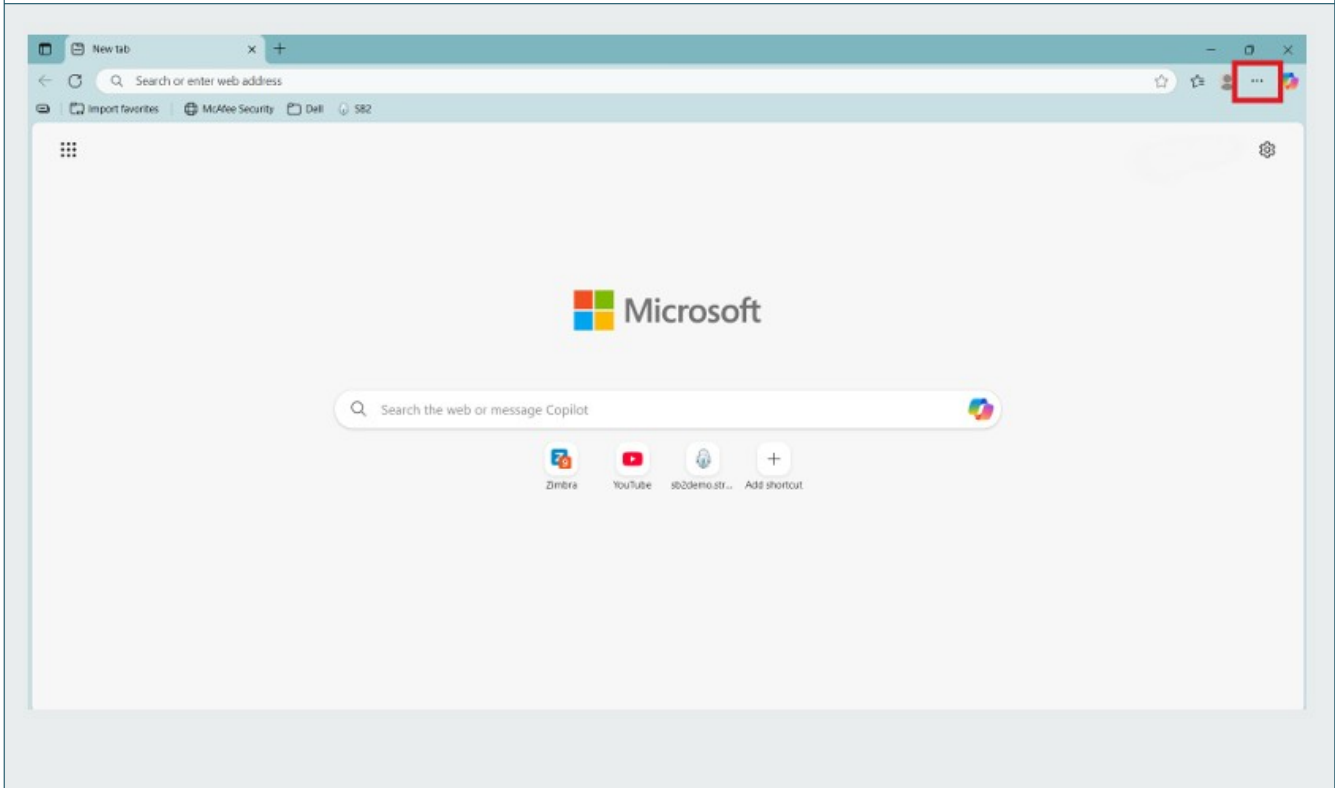 New tab
Search or enter web address
Import favorites McAfee Security Dell SB2
Microsoft
Search the web or message Copilot
Zimbra YouTube sb2demo.str... Add shortcut